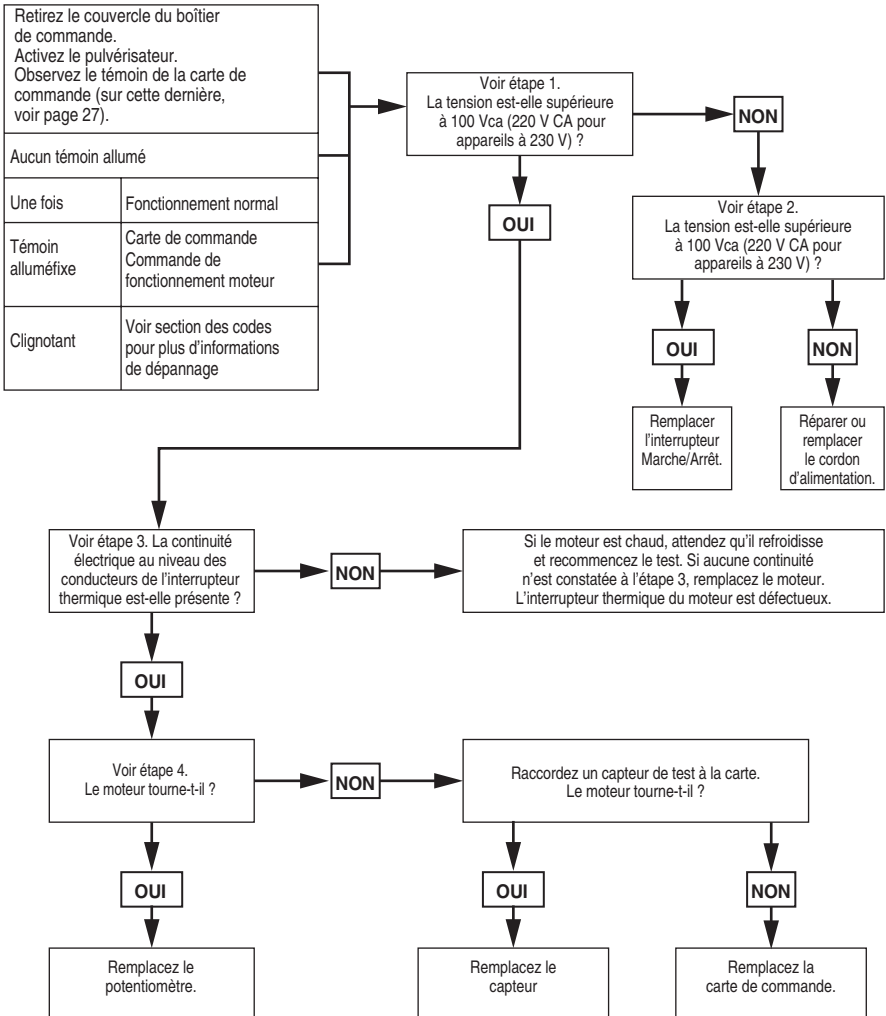 Retirez le couvercle du boîtier
de commande.
Activez le pulvérisateur.
Observez le témoin de la carte de
commande (sur cette dernière,
voir page 27).
Aucun témoin allumé
Une fois
Fonctionnement normal
Témoin
alluméfixe
Carte de commande
Commande de
fonctionnement moteur
Clignotant
Voir section des codes
pour plus d'informations
de dépannage
Voir étape 1.
La tension est-elle supérieure
à 100 Vca (220 V CA pour
appareils à 230 V) ?
NON
OUI
Voir étape 2.
La tension est-elle supérieure
à 100 Vca (220 V CA pour
appareils à 230 V) ?
OUI
NON
Remplacer
l'interrupteur
Marche/Arrêt.
Réparer ou
remplacer
le cordon
d'alimentation.
Voir étape 3. La continuité
électrique au niveau des
conducteurs de l'interrupteur
thermique est-elle présente ?
NON
Si le moteur est chaud, attendez qu'il refroidisse
et recommencez le test. Si aucune continuité
n'est constatée à l'étape 3, remplacez le moteur.
L'interrupteur thermique du moteur est défectueux.
OUI
Voir étape 4.
Le moteur tourne-t-il ?
NON
Raccordez un capteur de test à la carte.
Le moteur tourne-t-il ?
OUI
OUI
NON
Remplacez le
potentiomètre.
Remplacez le
capteur
Remplacez la
carte de commande.